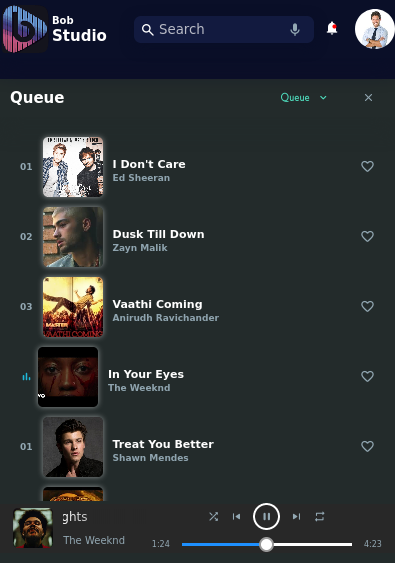 Bob
Studio
Search
Queue
Queue
01
I Don't Care
Ed Sheeran
02
Dusk Till Down
Zayn Malik
03
Vaathi Coming
Anirudh Ravichander
In Your Eyes
The Weeknd
01
Treat You Better
Shawn Mendes
ghts
The Weeknd
1:24
4:23